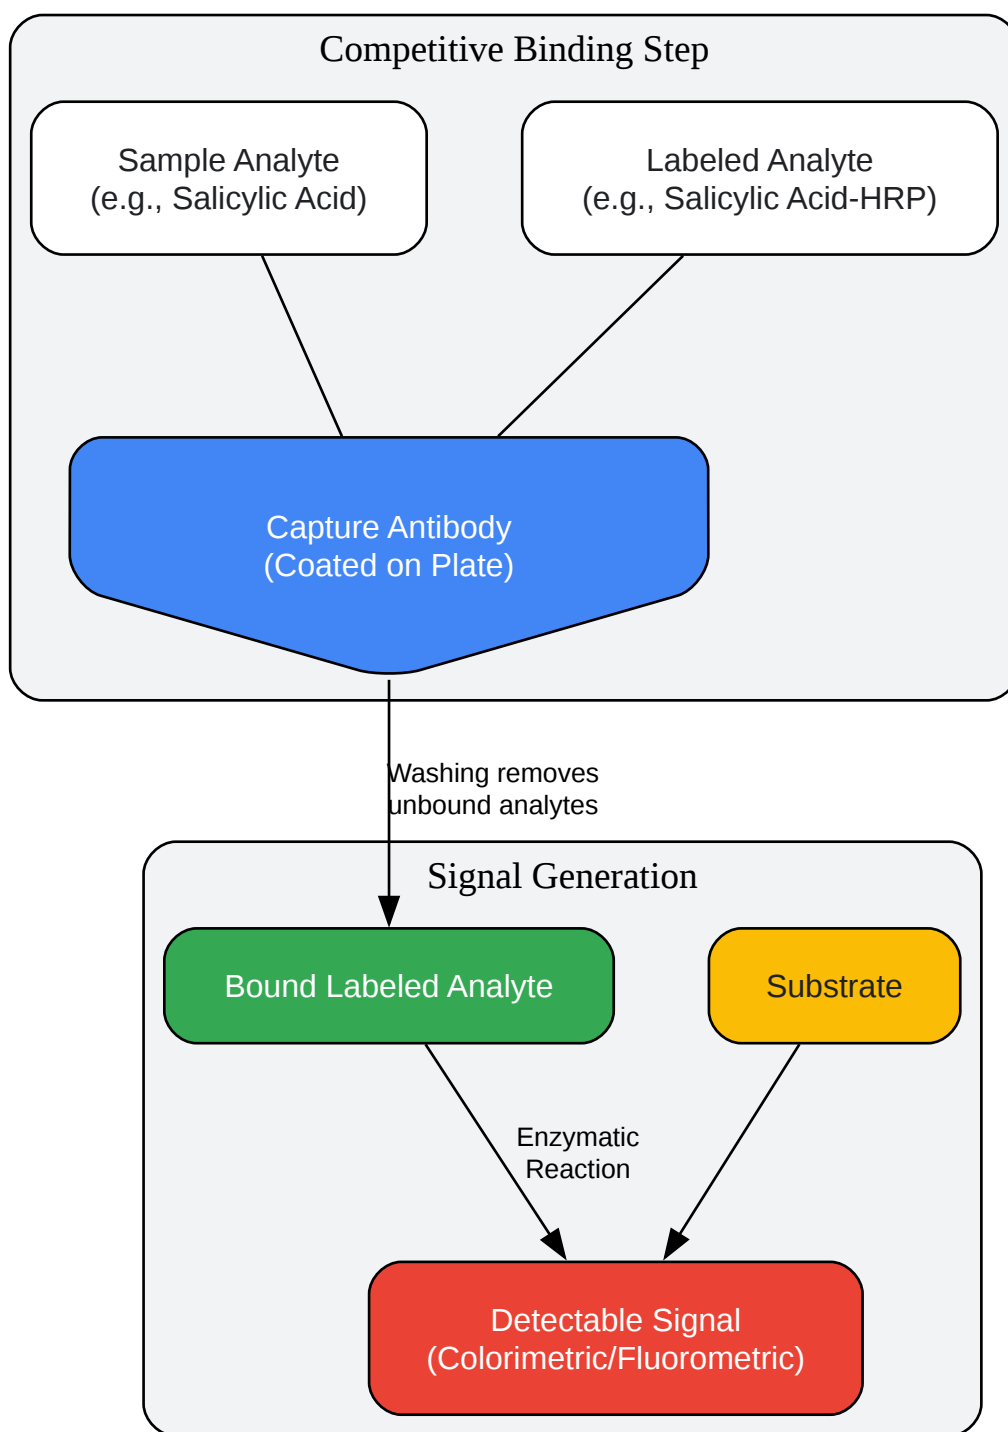 Competitive Binding Step
Sample Analyte
(e.g., Salicylic Acid)
Labeled Analyte
(e.g., Salicylic Acid-HRP)
Capture Antibody
(Coated on Plate)
Washing removes
unbound analytes
Signal Generation
Bound Labeled Analyte
Substrate
Enzymatic
Reaction
Detectable Signal
(Colorimetric/Fluorometric)